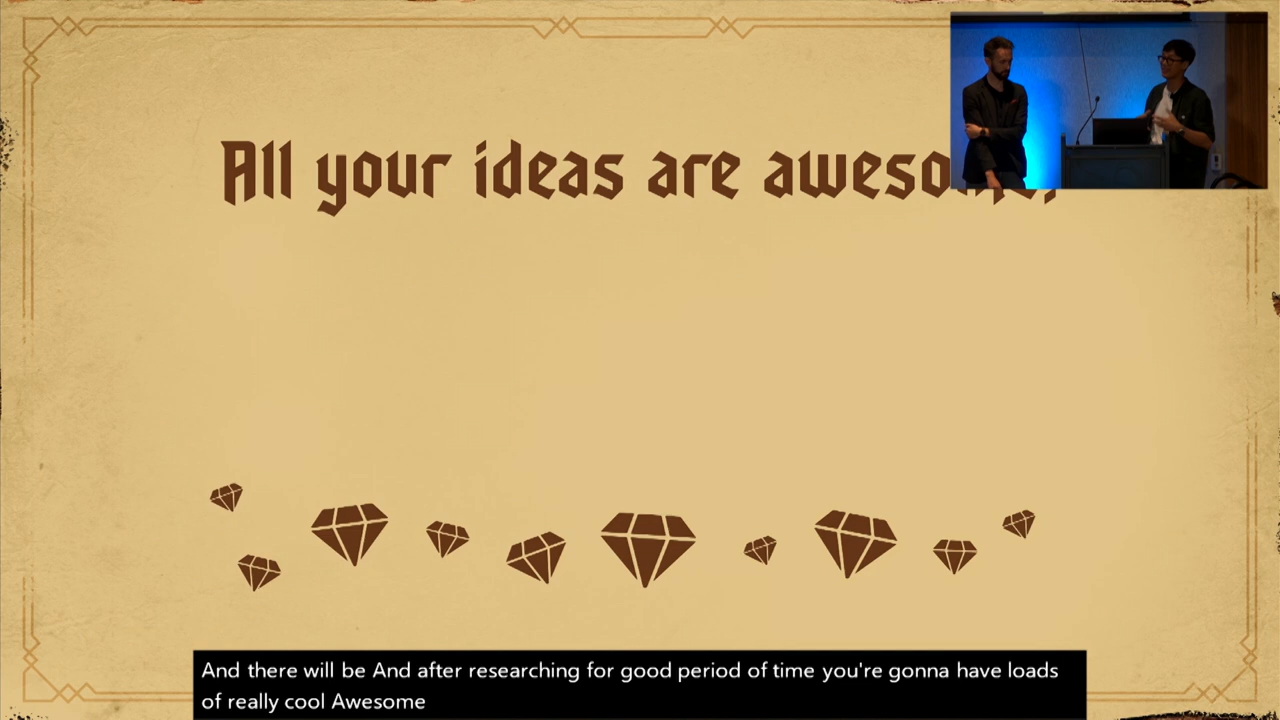 All your ideas are
And there will be And after researching for good period of time you're gonna have loads
of really cool Awesome